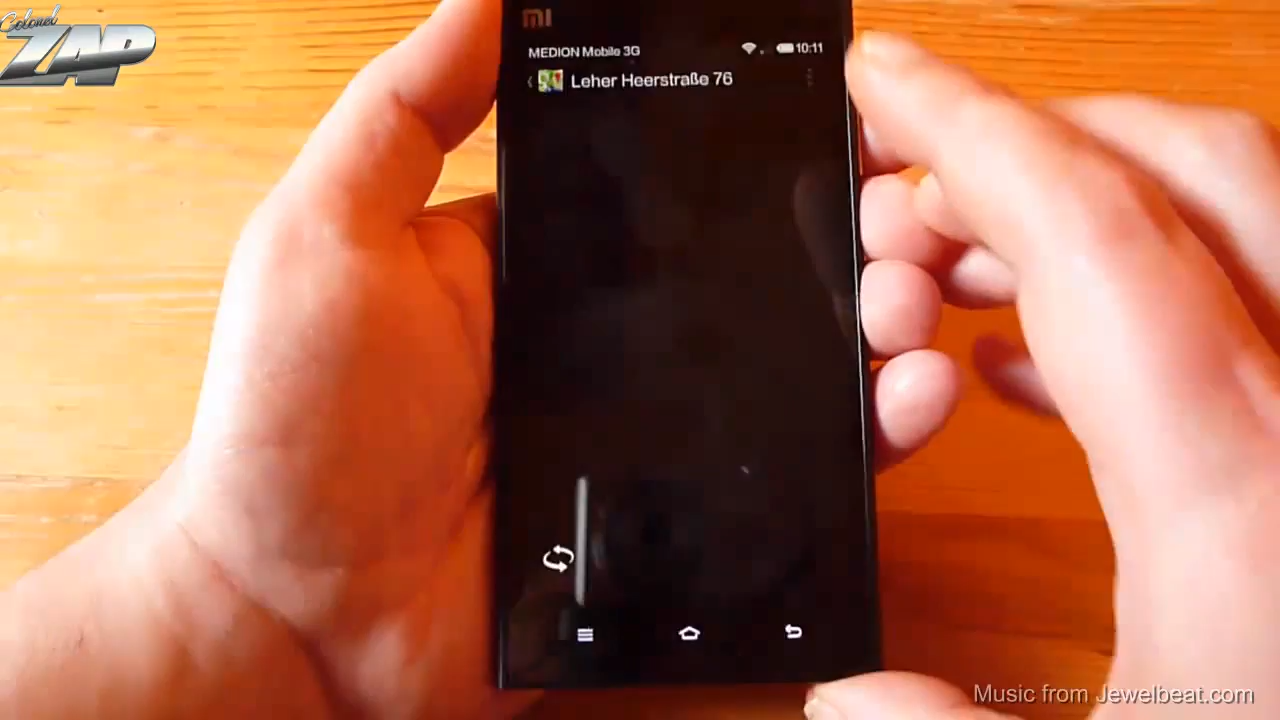 Colonel
ZAP
mi
MEDION Mobile 3G
10:11
Leher Heerstraße 76
Music from Jewelbeat.com